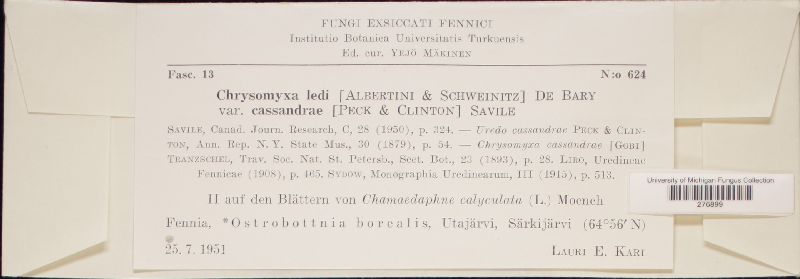 FUNGI EXSICCATI FENNICI
Institutio Botanica Universitatis Turkuensis
Ed. cur. YRJÖ MÄKINEN
Fasc. 13 N:o 624
Chrysomyxa ledi [ALBERTINI & SCHWEINITZ] DE BARY
var. cassandrae [PECK & CLINTON] SAVILE
SAVILE, Canad. Journ. Research, C, 28 (1950), p. 324. — Uredo cassandrae PECK & CLIN-
TON, Ann. Rep. N. Y. State Mus., 30 (1879), p. 54. — Chrysomyxa cassandrae [GOBI]
TRANZSCHEL, Trav. Soc. Nat. St. Petersb., Sect. Bot., 23 (1893), p. 28. LIRO, Uredineae
Fennicae (1908), p. 465. SYDOW, Monographia Uredinearum, III (1915), p. 513.
University of Michigan Fungus Collection
276899
II auf den Blättern von Chamaedaphne calyculata (L.) Moench
Fennia, *Ostrobottnia borealis, Utajärvi, Särkijärvi (64°56' N)
25. 7. 1951 LAURI E. KARI